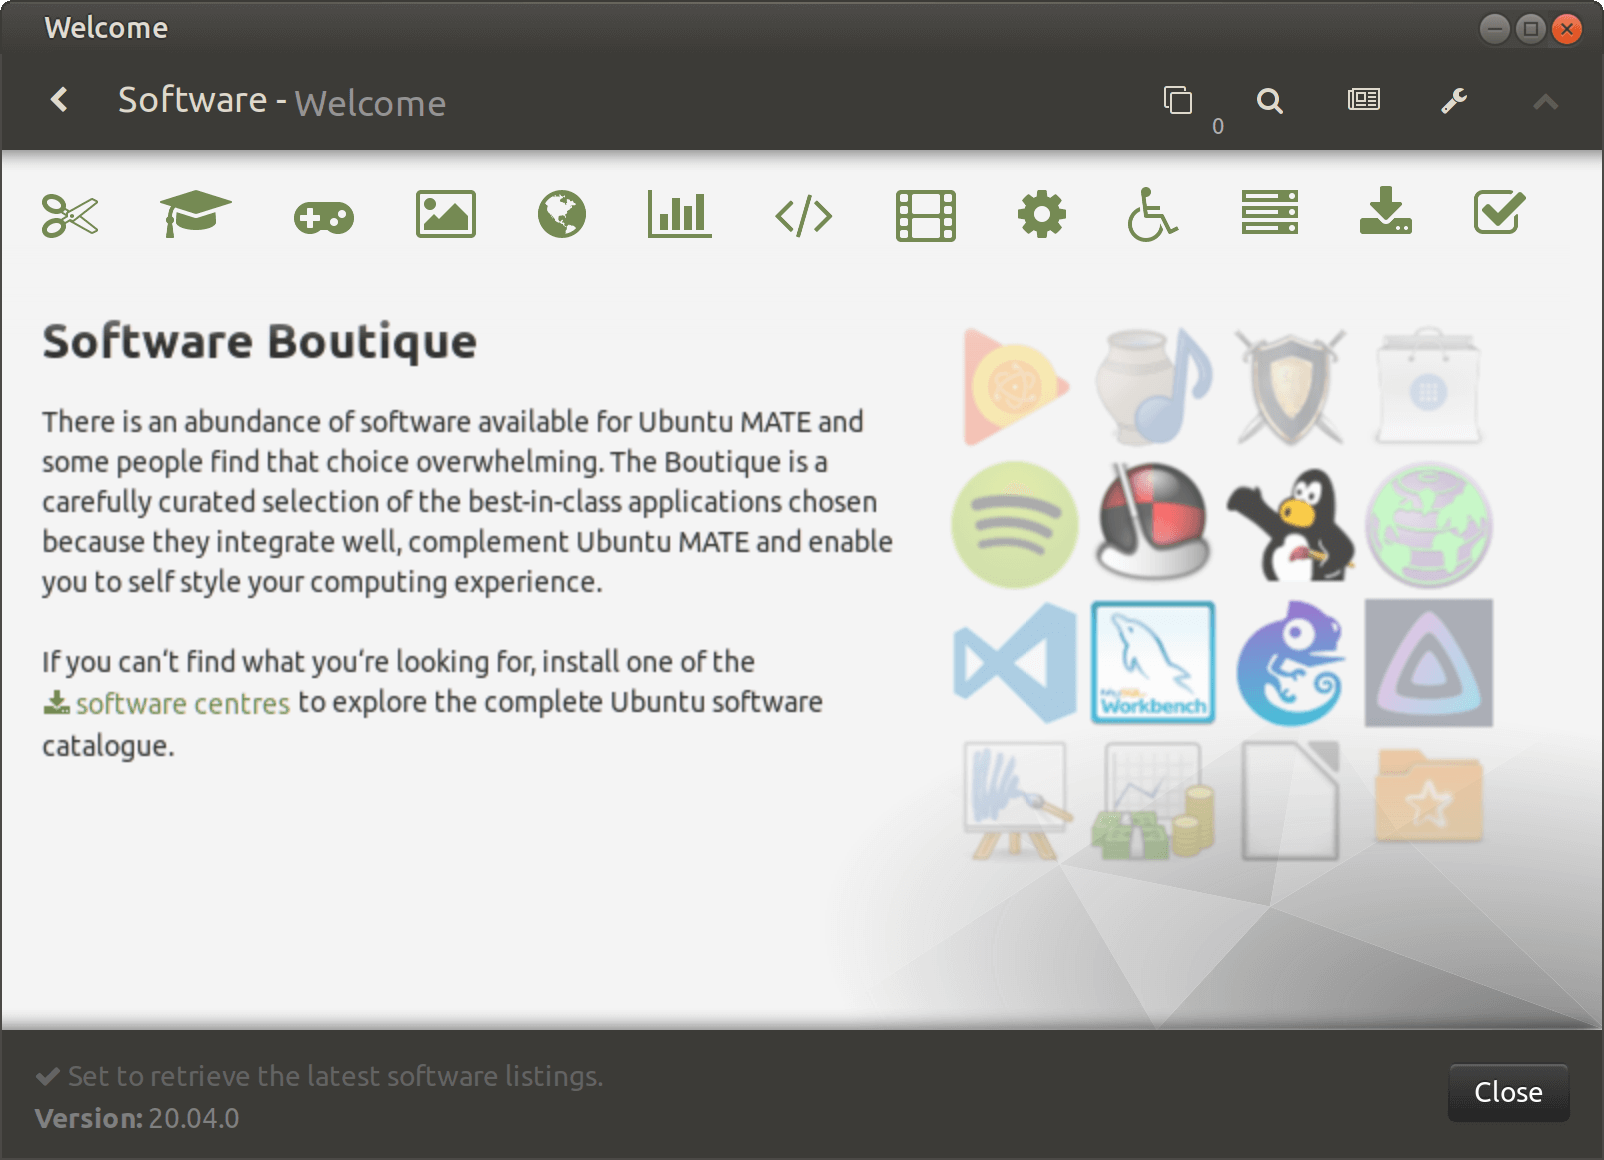 Welcome
Software - Welcome
0
Software Boutique
There is an abundance of software available for Ubuntu MATE and
some people find that choice overwhelming. The Boutique is a
carefully curated selection of the best-in-class applications chosen
because they integrate well, complement Ubuntu MATE and enable
you to self style your computing experience.
If you can't find what you're looking for, install one of the
software centres to explore the complete Ubuntu software
catalogue.
MySQL
Workbench
Set to retrieve the latest software listings.
Version: 20.04.0
Close